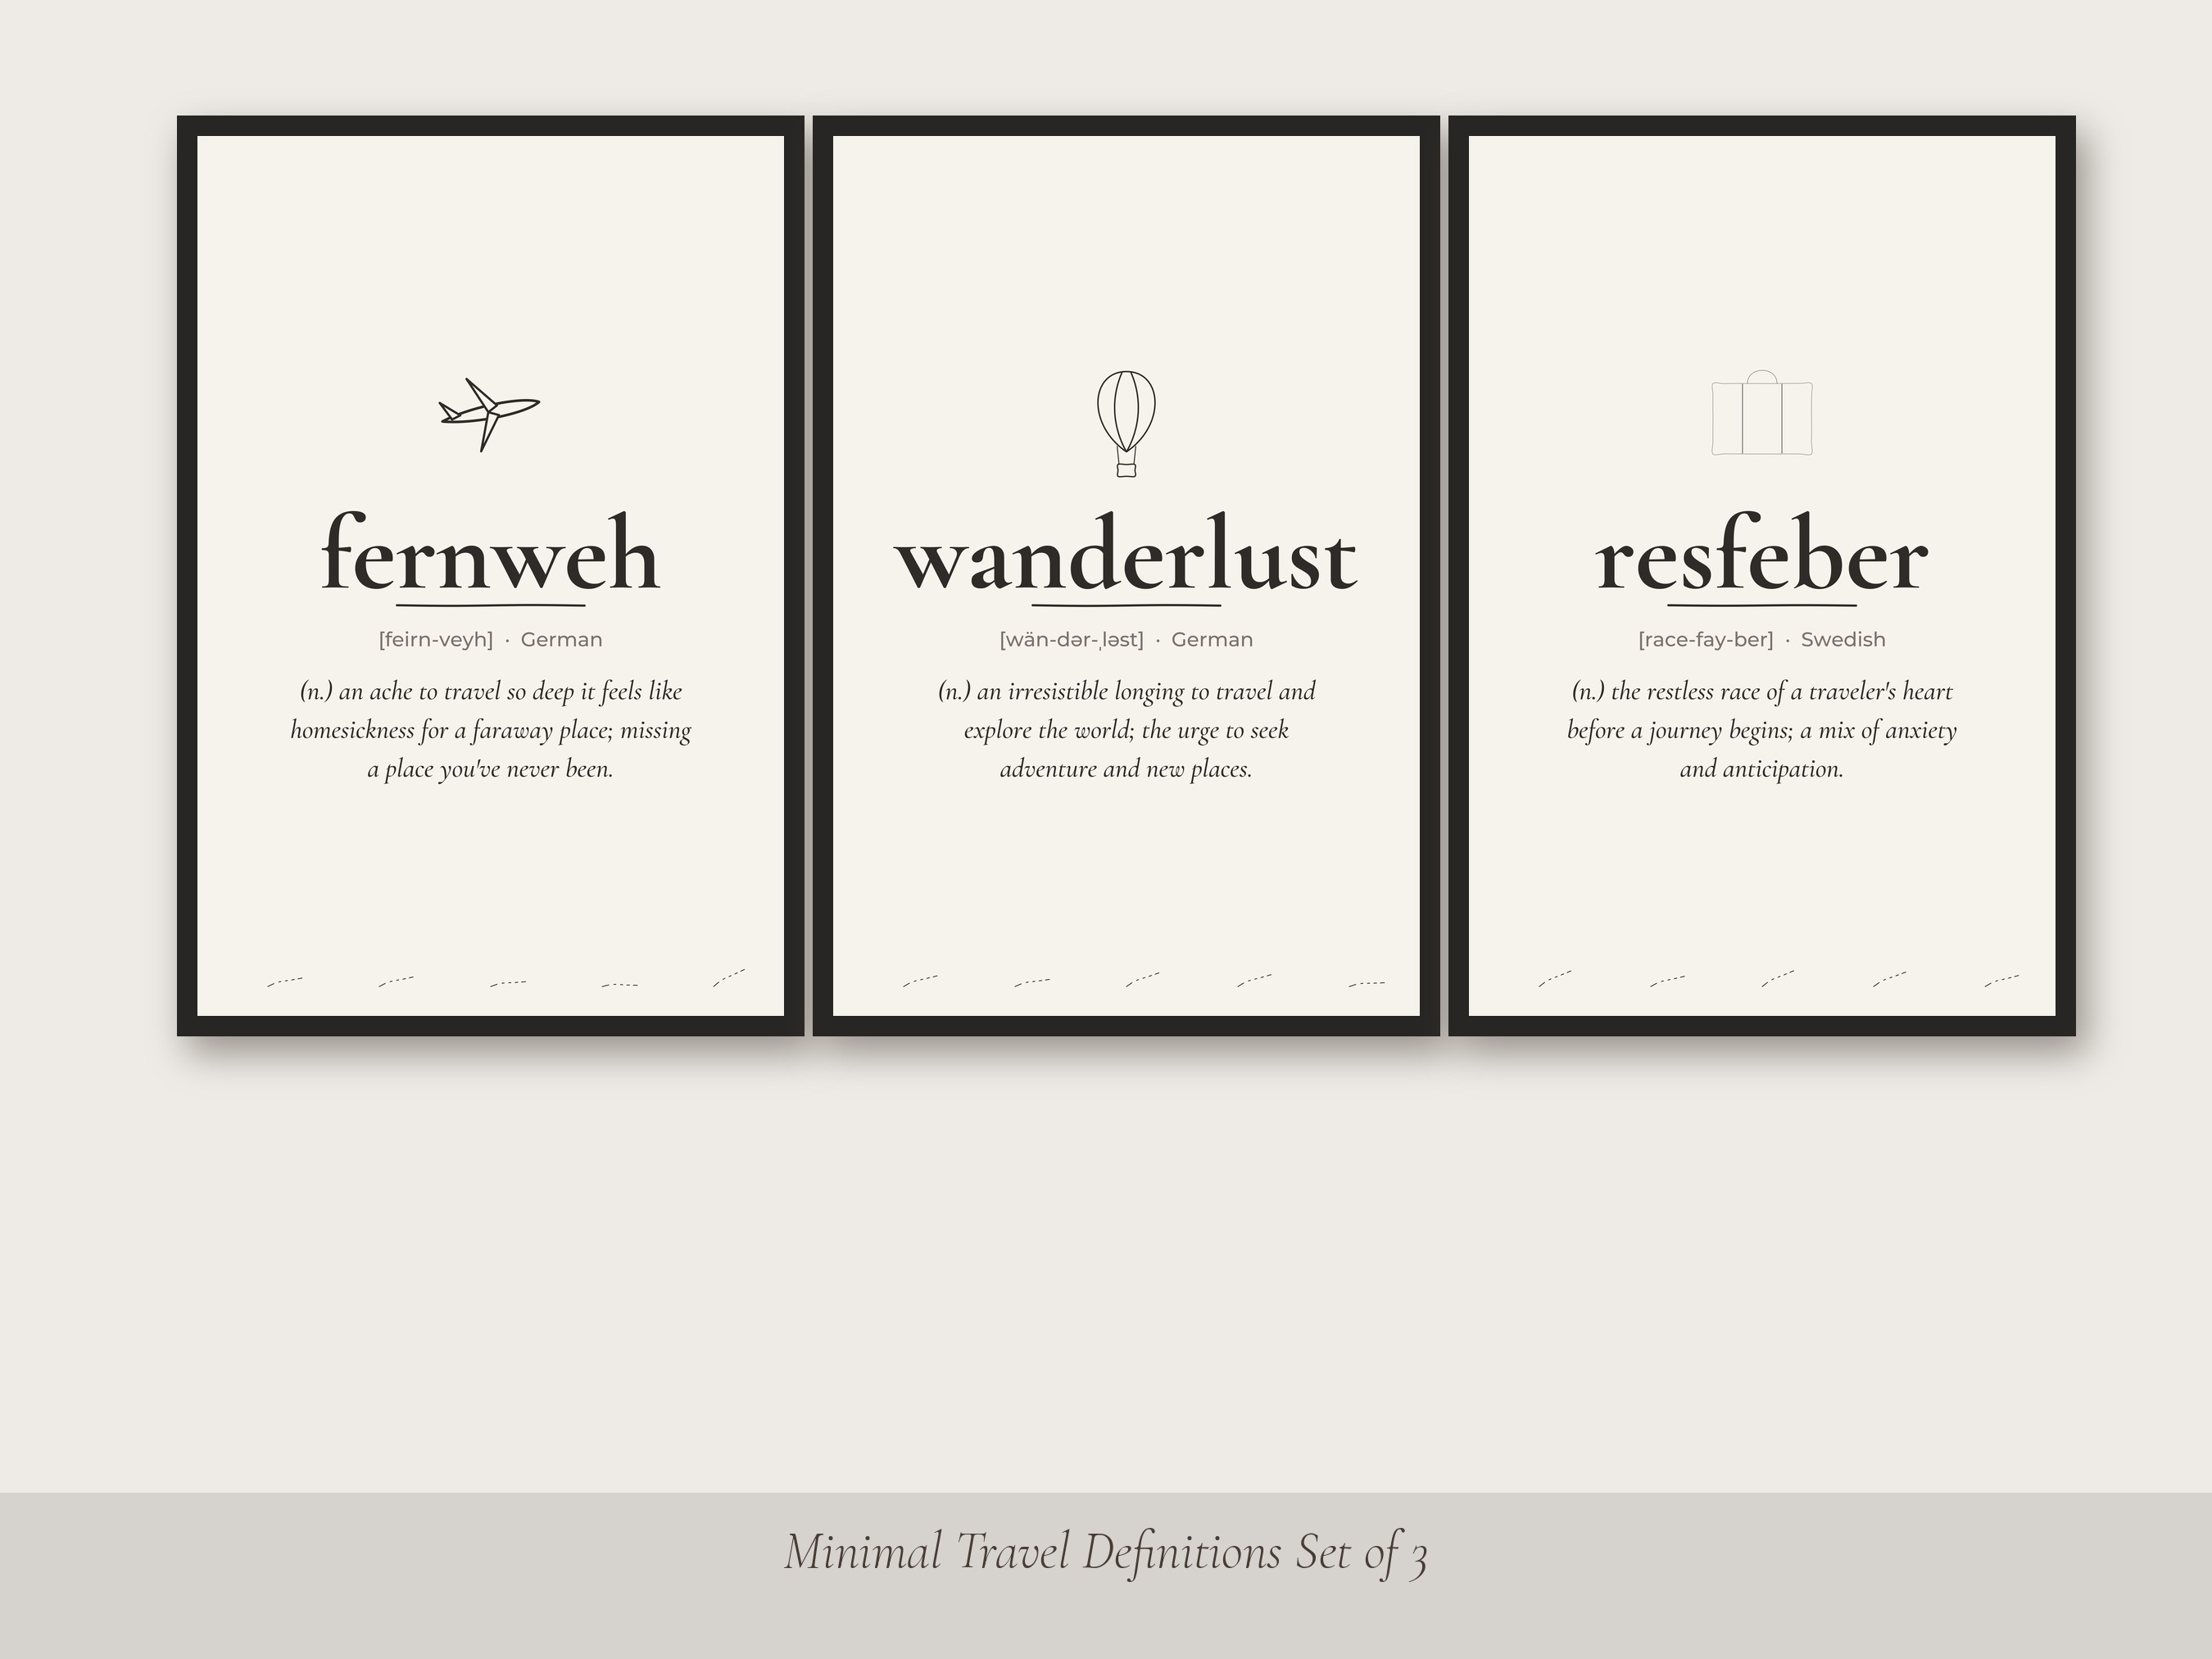 fernweh
[feirn-veyh] · German
(n.) an ache to travel so deep it feels like
homesickness for a faraway place; missing
a place you've never been.
wanderlust
[wän-dər-ˌləst] · German
(n.) an irresistible longing to travel and
explore the world; the urge to seek
adventure and new places.
resfeber
[race-fay-ber] · Swedish
(n.) the restless race of a traveler's heart
before a journey begins; a mix of anxiety
and anticipation.
Minimal Travel Definitions Set of 3